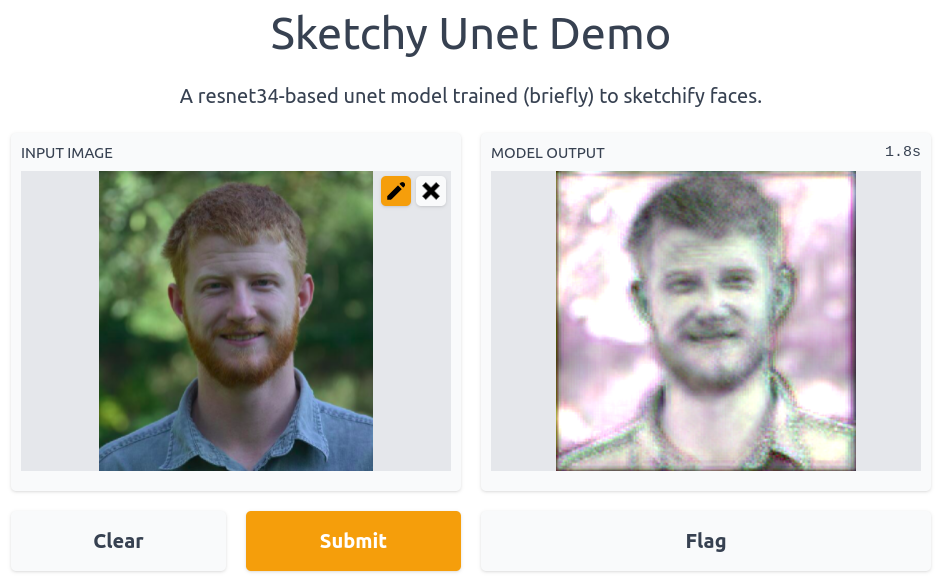 Sketchy Unet Demo
A resnet34-based unet model trained (briefly) to sketchify faces.
INPUT IMAGE
MODEL OUTPUT 1.8s
Clear
Submit
Flag